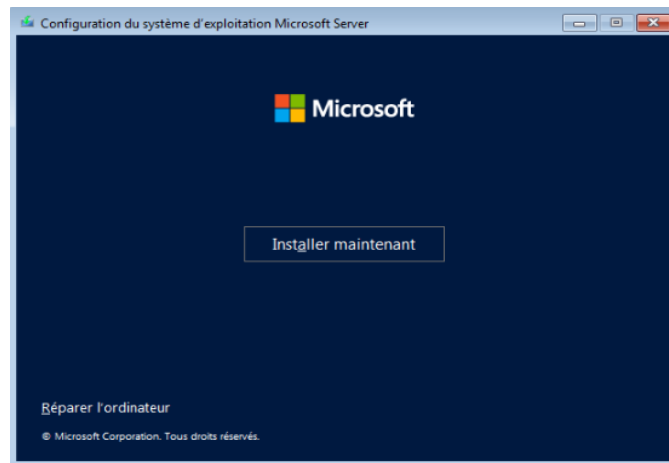 Configuration du système d'exploitation Microsoft Server
Microsoft
Installer maintenant
Réparer l'ordinateur
© Microsoft Corporation. Tous droits réservés.